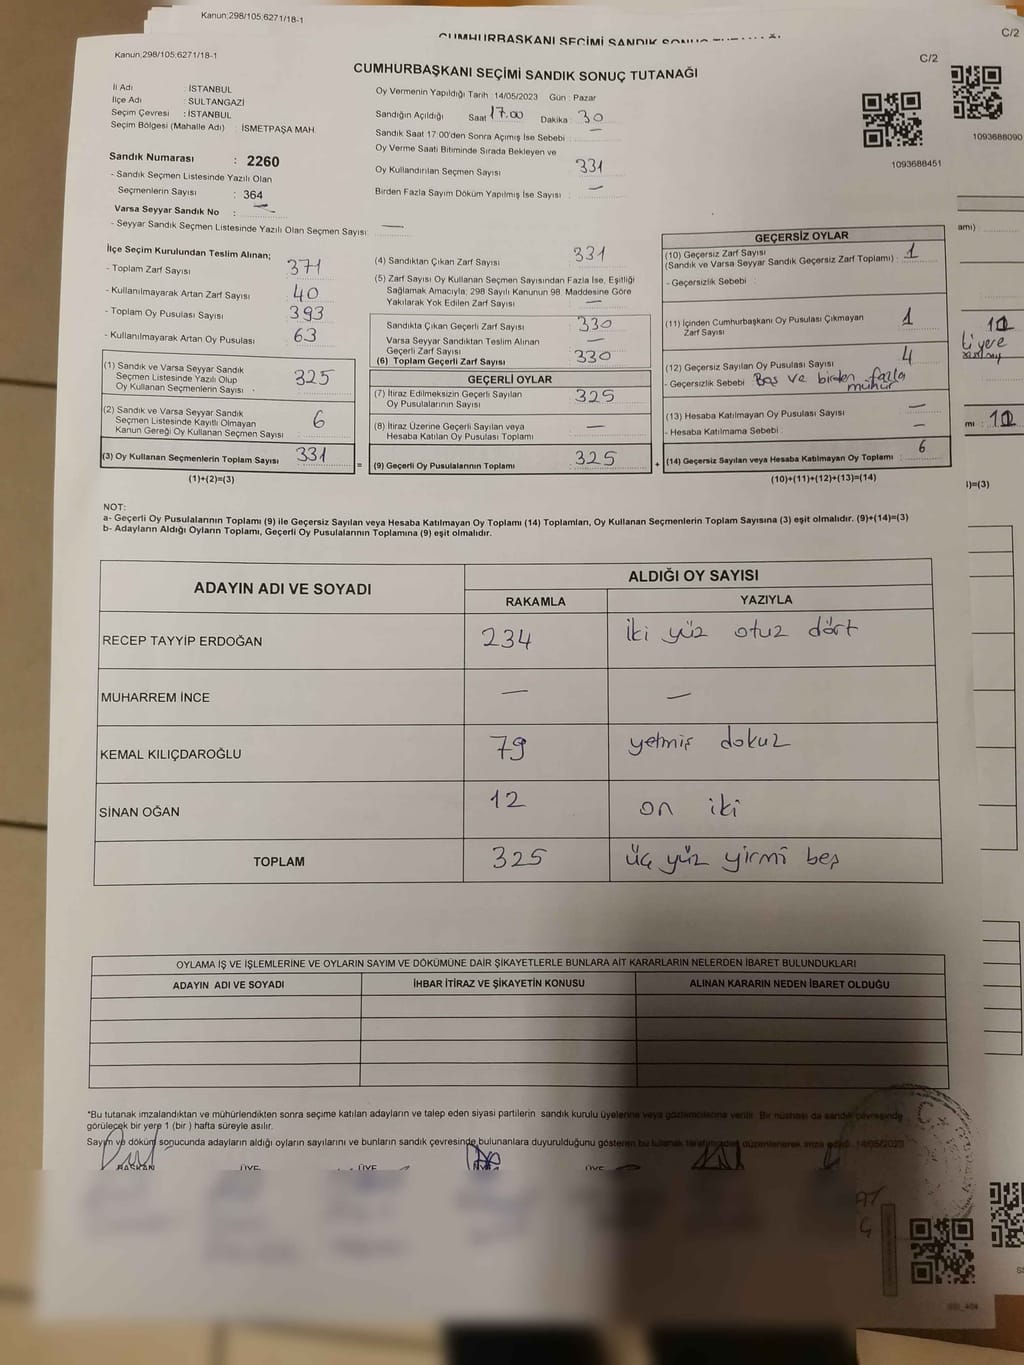 Kanun;298/105;6271/18-1
C/2
Kanun;298/105;6271/18-1
C/2
CUMHURBAŞKANI SEÇİMİ SANDIK SONUÇ TUTANAĞI
1093688090
1093688451
İl Adı : İSTANBUL
İlçe Adı : SULTANGAZİ
Seçim Çevresi : İSTANBUL
Seçim Bölgesi (Mahalle Adı) : İSMETPAŞA MAH.
Sandık Numarası : 2260
- Sandık Seçmen Listesinde Yazılı Olan
Seçmenlerin Sayısı : 364
Varsa Seyyar Sandık No : —
- Seyyar Sandık Seçmen Listesinde Yazılı Olan Seçmen Sayısı: —
Oy Vermenin Yapıldığı Tarih :14/05/2023 Gün : Pazar
Sandığın Açıldığı Saat 17.00 Dakika : 30
Sandık Saat 17:00'den Sonra Açımış İse Sebebi : —
Oy Verme Saati Bitiminde Sırada Bekleyen ve
Oy Kullandırılan Seçmen Sayısı 331
Birden Fazla Sayım Döküm Yapılmış İse Sayısı : —
İlçe Seçim Kurulundan Teslim Alınan;
- Toplam Zarf Sayısı 371
- Kullanılmayarak Artan Zarf Sayısı 40
- Toplam Oy Pusulası Sayısı 393
- Kullanılmayarak Artan Oy Pusulası 63
(1) Sandık ve Varsa Seyyar Sandık
Seçmen Listesinde Yazılı Olup
Oy Kullanan Seçmenlerin Sayısı 325
(2) Sandık ve Varsa Seyyar Sandık
Seçmen Listesinde Kayıtlı Olmayan
Kanun Gereği Oy Kullanan Seçmen Sayısı 6
(3) Oy Kullanan Seçmenlerin Toplam Sayısı 331
(1)+(2)=(3)
(4) Sandıktan Çıkan Zarf Sayısı 331
(5) Zarf Sayısı Oy Kullanan Seçmen Sayısından Fazla İse, Eşitliği
Sağlamak Amacıyla; 298 Sayılı Kanunun 98. Maddesine Göre
Yakılarak Yok Edilen Zarf Sayısı —
Sandıkta Çıkan Geçerli Zarf Sayısı 330
Varsa Seyyar Sandıktan Teslim Alınan
Geçerli Zarf Sayısı —
(6) Toplam Geçerli Zarf Sayısı 330
GEÇERLİ OYLAR
(7) İtiraz Edilmeksizin Geçerli Sayılan
Oy Pusulalarının Sayısı 325
(8) İtiraz Üzerine Geçerli Sayılan veya
Hesaba Katılan Oy Pusulası Toplamı —
= (9) Geçerli Oy Pusulalarının Toplamı 325 +
GEÇERSİZ OYLAR
(10) Geçersiz Zarf Sayısı
(Sandık ve Varsa Seyyar Sandık Geçersiz Zarf Toplamı) : 1
- Geçersizlik Sebebi :
(11) İçinden Cumhurbaşkanı Oy Pusulası Çıkmayan
Zarf Sayısı 1
(12) Geçersiz Sayılan Oy Pusulası Sayısı 4
- Geçersizlik Sebebi : Boş ve birden fazla
mühür
(13) Hesaba Katılmayan Oy Pusulası Sayısı —
- Hesaba Katılmama Sebebi : —
(14) Geçersiz Sayılan veya Hesaba Katılmayan Oy Toplamı : 6
(10)+(11)+(12)+(13)=(14)
NOT:
a- Geçerli Oy Pusulalarının Toplamı (9) ile Geçersiz Sayılan veya Hesaba Katılmayan Oy Toplamı (14) Toplamları, Oy Kullanan Seçmenlerin Toplam Sayısına (3) eşit olmalıdır. (9)+(14)=(3)
b- Adayların Aldığı Oyların Toplamı, Geçerli Oy Pusulalarının Toplamına (9) eşit olmalıdır.
ADAYIN ADI VE SOYADI
ALDIĞI OY SAYISI
RAKAMLA YAZIYLA
RECEP TAYYİP ERDOĞAN 234 iki yüz otuz dört
MUHARREM İNCE — —
KEMAL KILIÇDAROĞLU 79 yetmiş dokuz
SİNAN OĞAN 12 on iki
TOPLAM 325 üç yüz yirmi beş
OYLAMA İŞ VE İŞLEMLERİNE VE OYLARIN SAYIM VE DÖKÜMÜNE DAİR ŞİKAYETLERLE BUNLARA AİT KARARLARIN NELERDEN İBARET BULUNDUKLARI
ADAYIN ADI VE SOYADI İHBAR İTİRAZ VE ŞİKAYETİN KONUSU ALINAN KARARIN NEDEN İBARET OLDUĞU
*Bu tutanak imzalandıktan ve mühürlendikten sonra seçime katılan adayların ve talep eden siyasi partilerin sandık kurulu üyelerine veya gözlemcilerine verilir. Bir nüshası da sandık çevresinde
görülecek bir yere 1 (bir ) hafta süreyle asılır.
Sayım ve döküm sonucunda adayların aldığı oyların sayılarını ve bunların sandık çevresinde bulunanlara duyurulduğunu gösteren bu tutanak tarafımızdan düzenlenerek imza edildi. 14/05/2023
BAŞKAN ÜYE ÜYE ÜYE